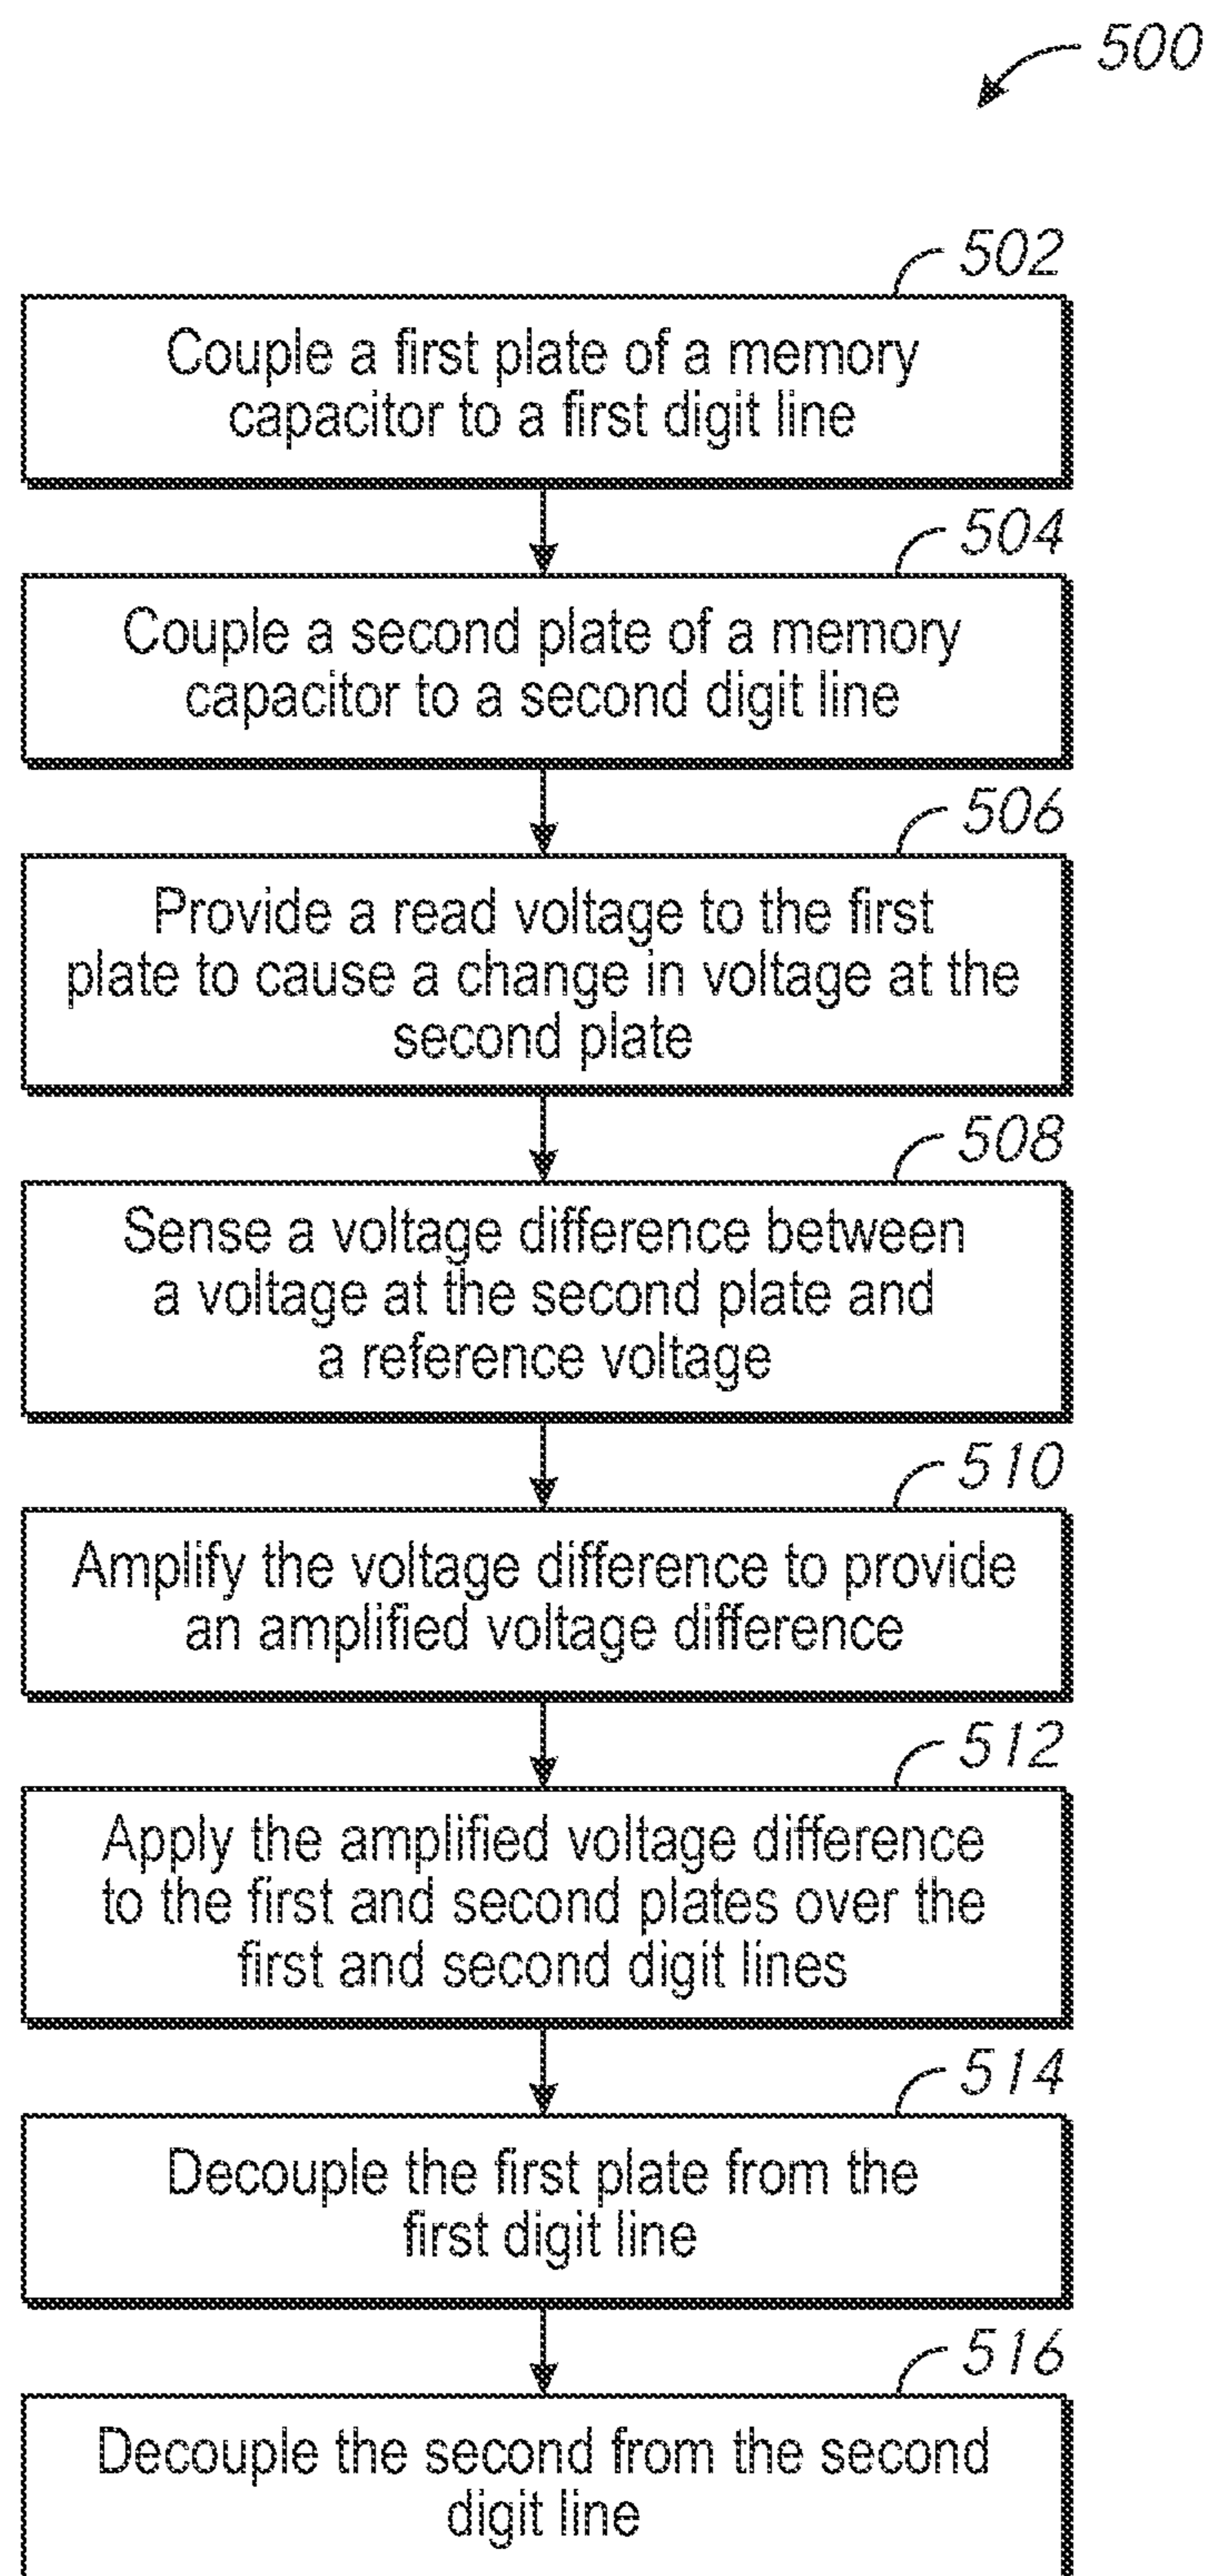 500
502
Couple a first plate of a memory
capacitor to a first digit line
504
Couple a second plate of a memory
capacitor to a second digit line
506
Provide a read voltage to the first
plate to cause a change in voltage at the
second plate
508
Sense a voltage difference between
a voltage at the second plate and
a reference voltage
510
Amplify the voltage difference to provide
an amplified voltage difference
512
Apply the amplified voltage difference
to the first and second plates over the
first and second digit lines
514
Decouple the first plate from the
first digit line
516
Decouple the second from the second
digit line